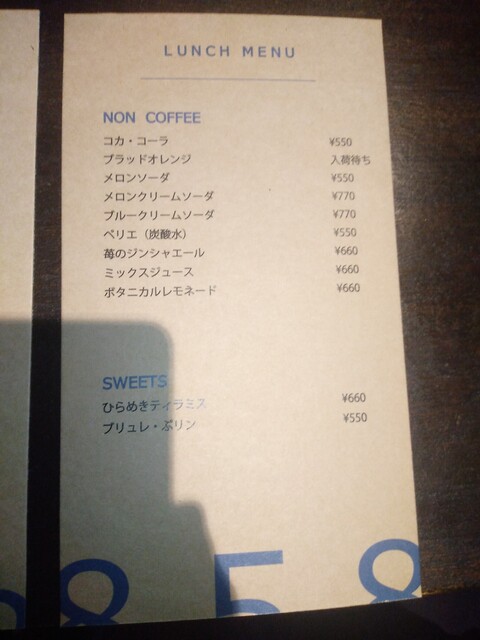 LUNCH MENU
NON COFFEE
コカ・コーラ ¥550
ブラッドオレンジ 入荷待ち
メロンソーダ ¥550
メロンクリームソーダ ¥770
ブルークリームソーダ ¥770
ペリエ（炭酸水） ¥550
苺のジンシャエール ¥660
ミックスジュース ¥660
ボタニカルレモネード ¥660
SWEETS
ひらめきティラミス ¥660
ブリュレ・ぷリン ¥550
8 5 8